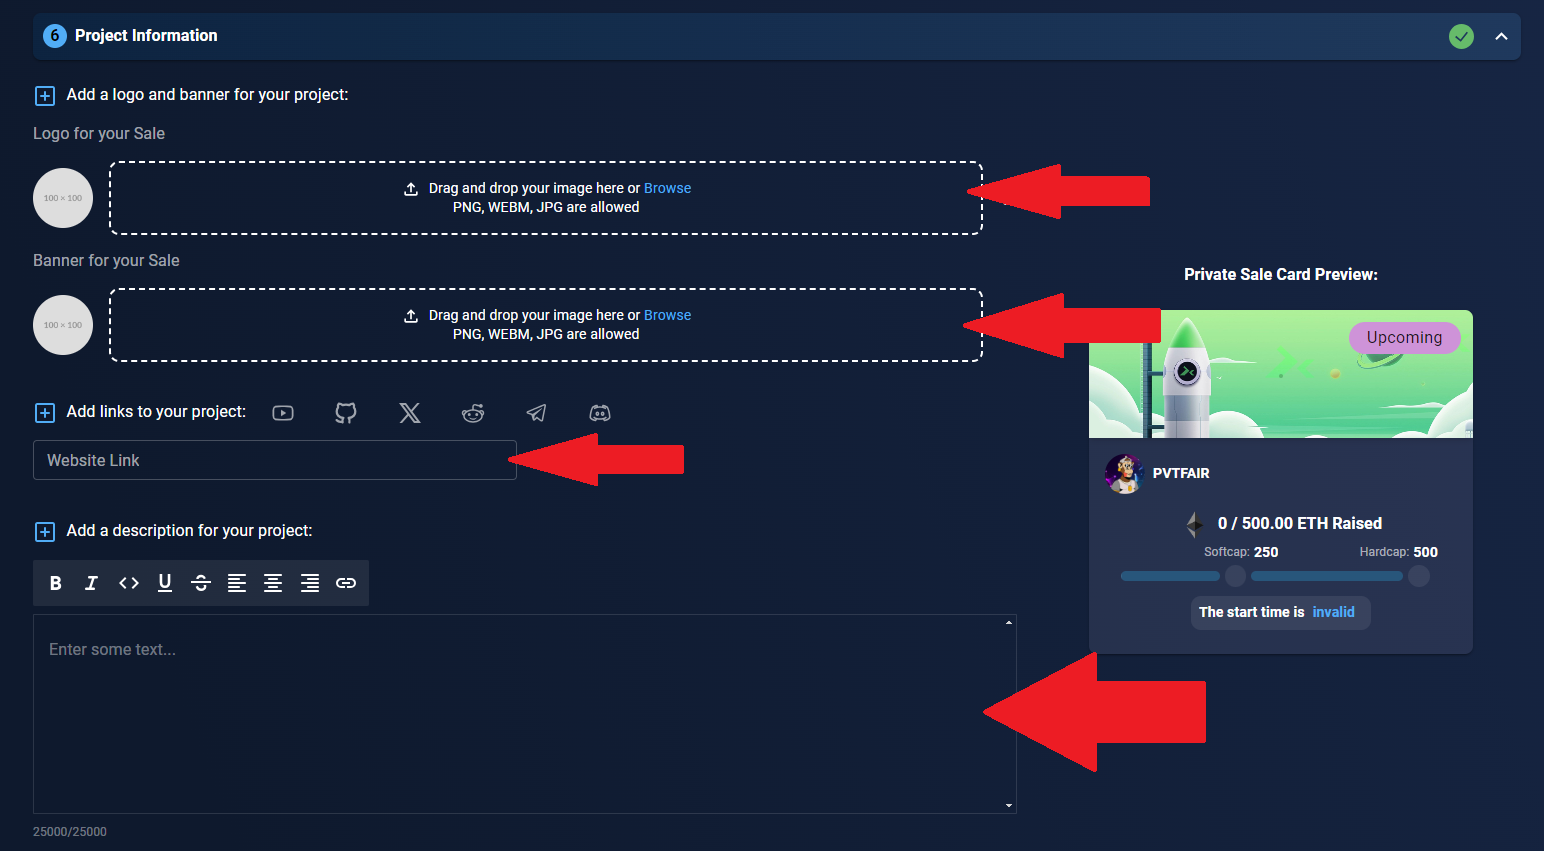 6 Project Information
Add a logo and banner for your project:
Logo for your Sale
100 × 100
Drag and drop your image here or Browse
PNG, WEBM, JPG are allowed
Banner for your Sale
100 × 100
Drag and drop your image here or Browse
PNG, WEBM, JPG are allowed
Add links to your project:
Website Link
Add a description for your project:
B I <> U S
Enter some text...
25000/25000
Private Sale Card Preview:
Upcoming
PVTFAIR
0 / 500.00 ETH Raised
Softcap: 250 Hardcap: 500
The start time is invalid